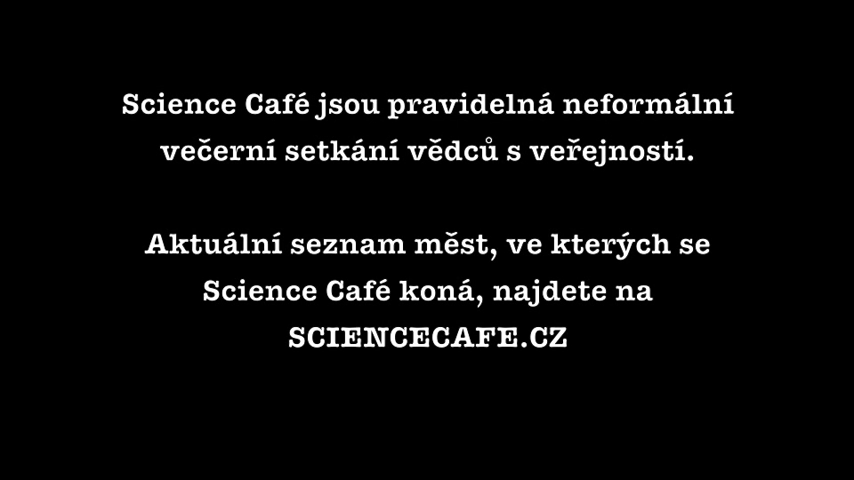 Science Café jsou pravidelná neformální
večerní setkání vědců s veřejností.
Aktuální seznam měst, ve kterých se
Science Café koná, najdete na
SCIENCECAFE.CZ